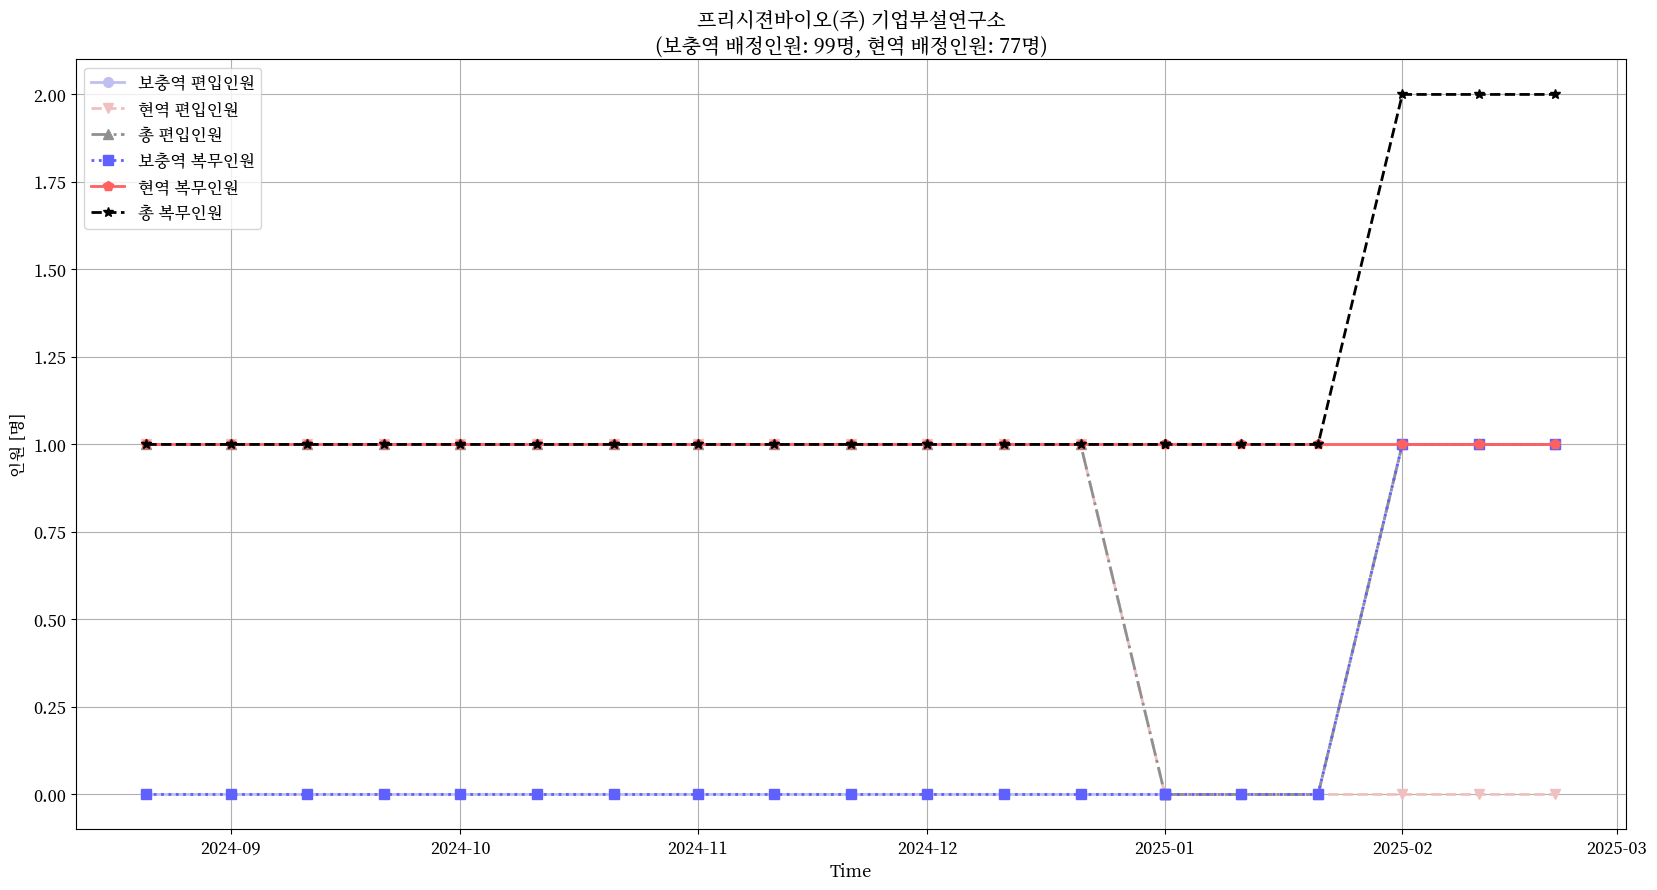 프리시젼바이오(주) 기업부설연구소
(보충역 배정인원: 99명, 현역 배정인원: 77명)
보충역 편입인원
현역 편입인원
총 편입인원
보충역 복무인원
현역 복무인원
총 복무인원
인원 [명]
2.00
1.75
1.50
1.25
1.00
0.75
0.50
0.25
0.00
2024-09
2024-10
2024-11
2024-12
2025-01
2025-02
2025-03
Time